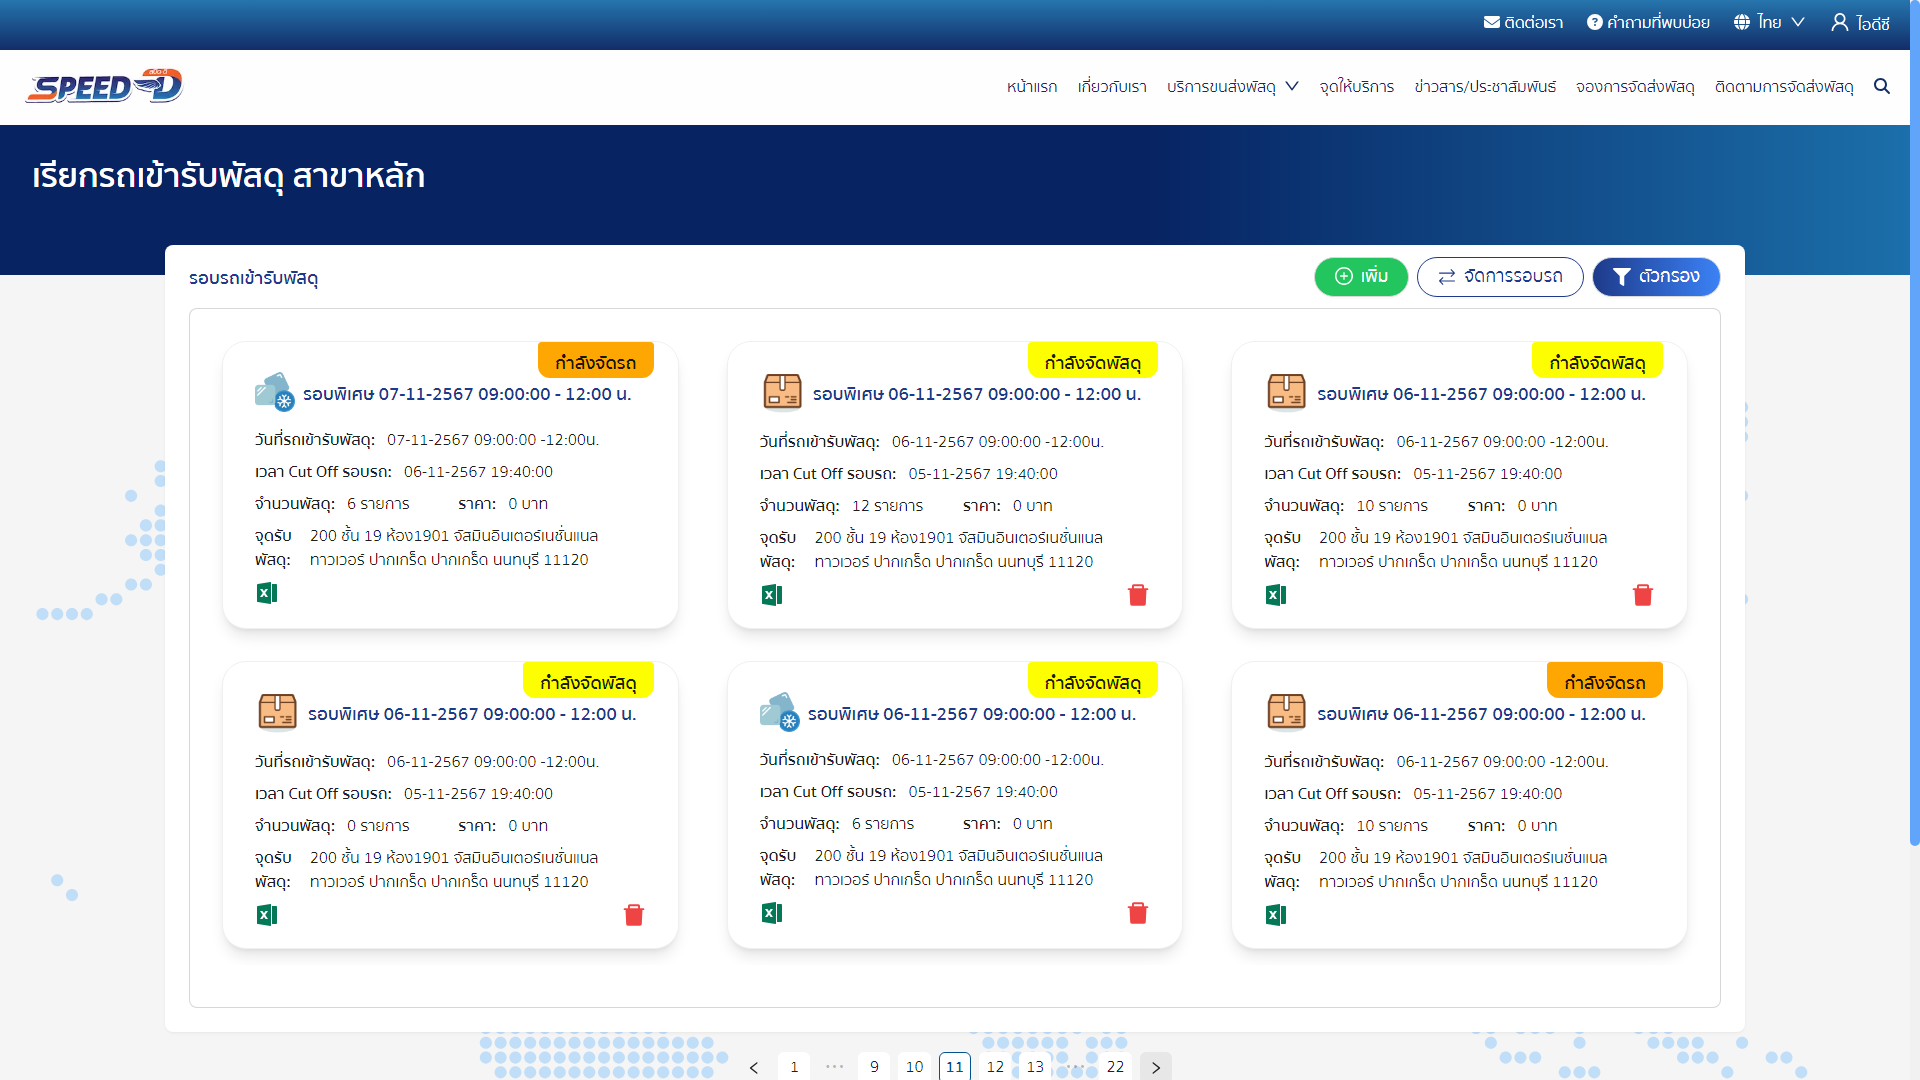 ติดต่อเรา คำถามที่พบบ่อย ไทย ไอดีซี
SPEED-D
หน้าแรก เกี่ยวกับเรา บริการขนส่งพัสดุ จุดให้บริการ ข่าวสาร/ประชาสัมพันธ์ จองการจัดส่งพัสดุ ติดตามการจัดส่งพัสดุ
เรียกรถเข้ารับพัสดุ สาขาหลัก
รอบรถเข้ารับพัสดุ
เพิ่ม จัดการรอบรถ ตัวกรอง
กำลังจัดรถ
รอบพิเศษ 07-11-2567 09:00:00 - 12:00 น.
วันที่รถเข้ารับพัสดุ: 07-11-2567 09:00:00 -12:00น.
เวลา Cut Off รอบรถ: 06-11-2567 19:40:00
จำนวนพัสดุ: 6 รายการ ราคา: 0 บาท
จุดรับ 200 ชั้น 19 ห้อง1901 จัสมินอินเตอร์เนชั่นแนล
พัสดุ: ทาวเวอร์ ปากเกร็ด ปากเกร็ด นนทบุรี 11120
กำลังจัดพัสดุ
รอบพิเศษ 06-11-2567 09:00:00 - 12:00 น.
วันที่รถเข้ารับพัสดุ: 06-11-2567 09:00:00 -12:00น.
เวลา Cut Off รอบรถ: 05-11-2567 19:40:00
จำนวนพัสดุ: 12 รายการ ราคา: 0 บาท
จุดรับ 200 ชั้น 19 ห้อง1901 จัสมินอินเตอร์เนชั่นแนล
พัสดุ: ทาวเวอร์ ปากเกร็ด ปากเกร็ด นนทบุรี 11120
กำลังจัดพัสดุ
รอบพิเศษ 06-11-2567 09:00:00 - 12:00 น.
วันที่รถเข้ารับพัสดุ: 06-11-2567 09:00:00 -12:00น.
เวลา Cut Off รอบรถ: 05-11-2567 19:40:00
จำนวนพัสดุ: 10 รายการ ราคา: 0 บาท
จุดรับ 200 ชั้น 19 ห้อง1901 จัสมินอินเตอร์เนชั่นแนล
พัสดุ: ทาวเวอร์ ปากเกร็ด ปากเกร็ด นนทบุรี 11120
กำลังจัดพัสดุ
รอบพิเศษ 06-11-2567 09:00:00 - 12:00 น.
วันที่รถเข้ารับพัสดุ: 06-11-2567 09:00:00 -12:00น.
เวลา Cut Off รอบรถ: 05-11-2567 19:40:00
จำนวนพัสดุ: 0 รายการ ราคา: 0 บาท
จุดรับ 200 ชั้น 19 ห้อง1901 จัสมินอินเตอร์เนชั่นแนล
พัสดุ: ทาวเวอร์ ปากเกร็ด ปากเกร็ด นนทบุรี 11120
กำลังจัดพัสดุ
รอบพิเศษ 06-11-2567 09:00:00 - 12:00 น.
วันที่รถเข้ารับพัสดุ: 06-11-2567 09:00:00 -12:00น.
เวลา Cut Off รอบรถ: 05-11-2567 19:40:00
จำนวนพัสดุ: 6 รายการ ราคา: 0 บาท
จุดรับ 200 ชั้น 19 ห้อง1901 จัสมินอินเตอร์เนชั่นแนล
พัสดุ: ทาวเวอร์ ปากเกร็ด ปากเกร็ด นนทบุรี 11120
กำลังจัดรถ
รอบพิเศษ 06-11-2567 09:00:00 - 12:00 น.
วันที่รถเข้ารับพัสดุ: 06-11-2567 09:00:00 -12:00น.
เวลา Cut Off รอบรถ: 05-11-2567 19:40:00
จำนวนพัสดุ: 10 รายการ ราคา: 0 บาท
จุดรับ 200 ชั้น 19 ห้อง1901 จัสมินอินเตอร์เนชั่นแนล
พัสดุ: ทาวเวอร์ ปากเกร็ด ปากเกร็ด นนทบุรี 11120
1 ••• 9 10 11 12 13 ••• 22